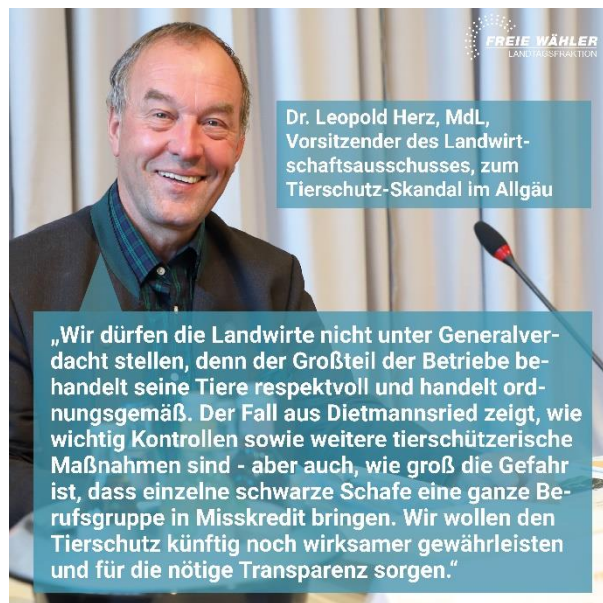 FREIE WÄHLER
LANDTAGSFRAKTION
Dr. Leopold Herz, MdL,
Vorsitzender des Landwirt-
schaftsausschusses, zum
Tierschutz-Skandal im Allgäu
„Wir dürfen die Landwirte nicht unter Generalver-
dacht stellen, denn der Großteil der Betriebe be-
handelt seine Tiere respektvoll und handelt ord-
nungsgemäß. Der Fall aus Dietmannsried zeigt, wie
wichtig Kontrollen sowie weitere tierschützerische
Maßnahmen sind - aber auch, wie groß die Gefahr
ist, dass einzelne schwarze Schafe eine ganze Be-
rufsgruppe in Misskredit bringen. Wir wollen den
Tierschutz künftig noch wirksamer gewährleisten
und für die nötige Transparenz sorgen.“